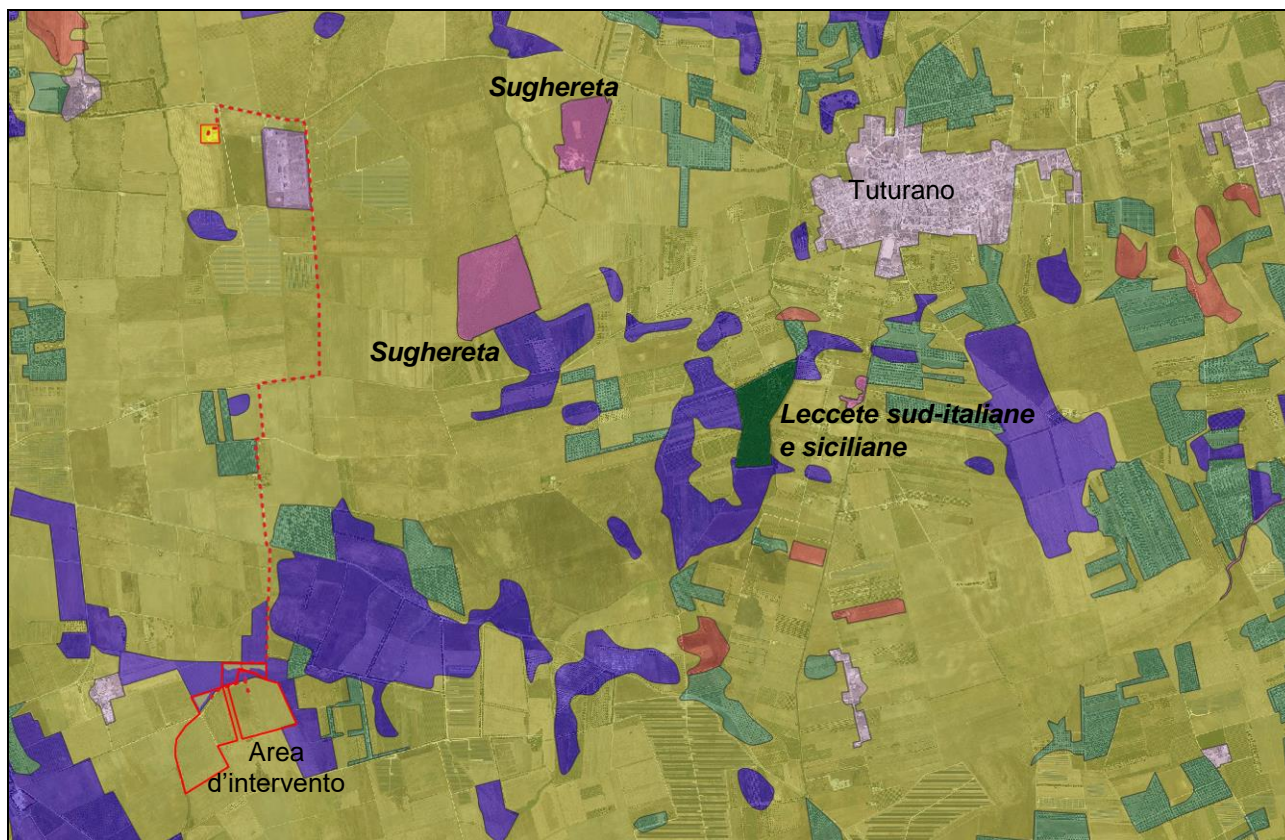 Sughereta
Tuturano
Sughereta
Leccete sud-italiane
e siciliane
Area
d'intervento